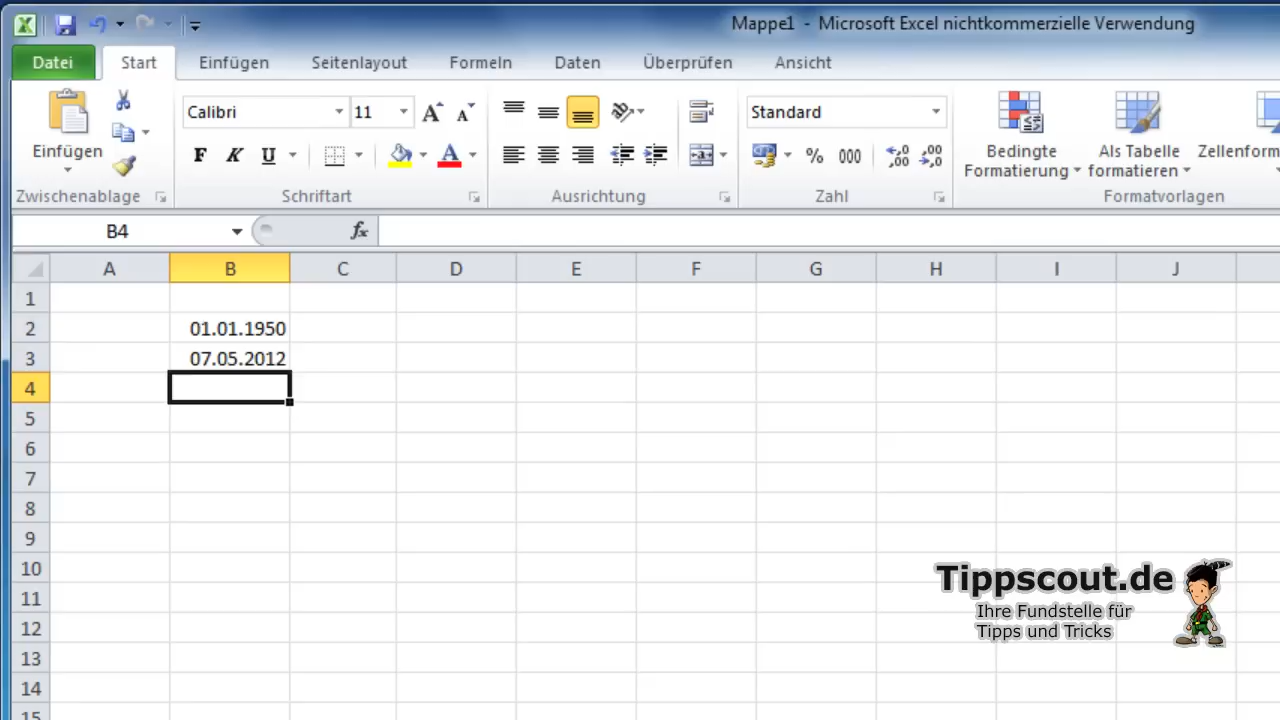 Mappe1 - Microsoft Excel nichtkommerzielle Verwendung
Datei Start Einfügen Seitenlayout Formeln Daten Überprüfen Ansicht
Calibri 11 Standard
Einfügen F K U A % 000 Bedingte Formatierung Als Tabelle formatieren Zellenform
Zwischenablage Schriftart Ausrichtung Zahl Formatvorlagen
B4 fx
A B C D E F G H I J
1
2 01.01.1950
3 07.05.2012
4
5
6
7
8
9
10
11
12
13
14
15
Tippscout.de
Ihre Fundstelle für
Tipps und Tricks